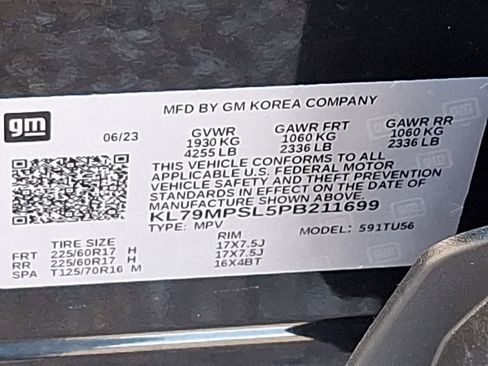 MFD BY GM KOREA COMPANY
gm
06/23
GVWR GAWR FRT GAWR RR
1930 KG 1060 KG 1060 KG
4255 LB 2336 LB 2336 LB
THIS VEHICLE CONFORMS TO ALL
APPLICABLE U.S. FEDERAL MOTOR
VEHICLE SAFETY AND THEFT PREVENTION
STANDARDS IN EFFECT ON THE DATE OF
MANUFACTURE SHOWN ABOVE.
KL79MPSL5PB211699
TYPE: MPV MODEL: 591TU56
TIRE SIZE RIM
FRT 225/60R17 H 17X7.5J
RR 225/60R17 H 17X7.5J
SPA T125/70R16 M 16X4BT